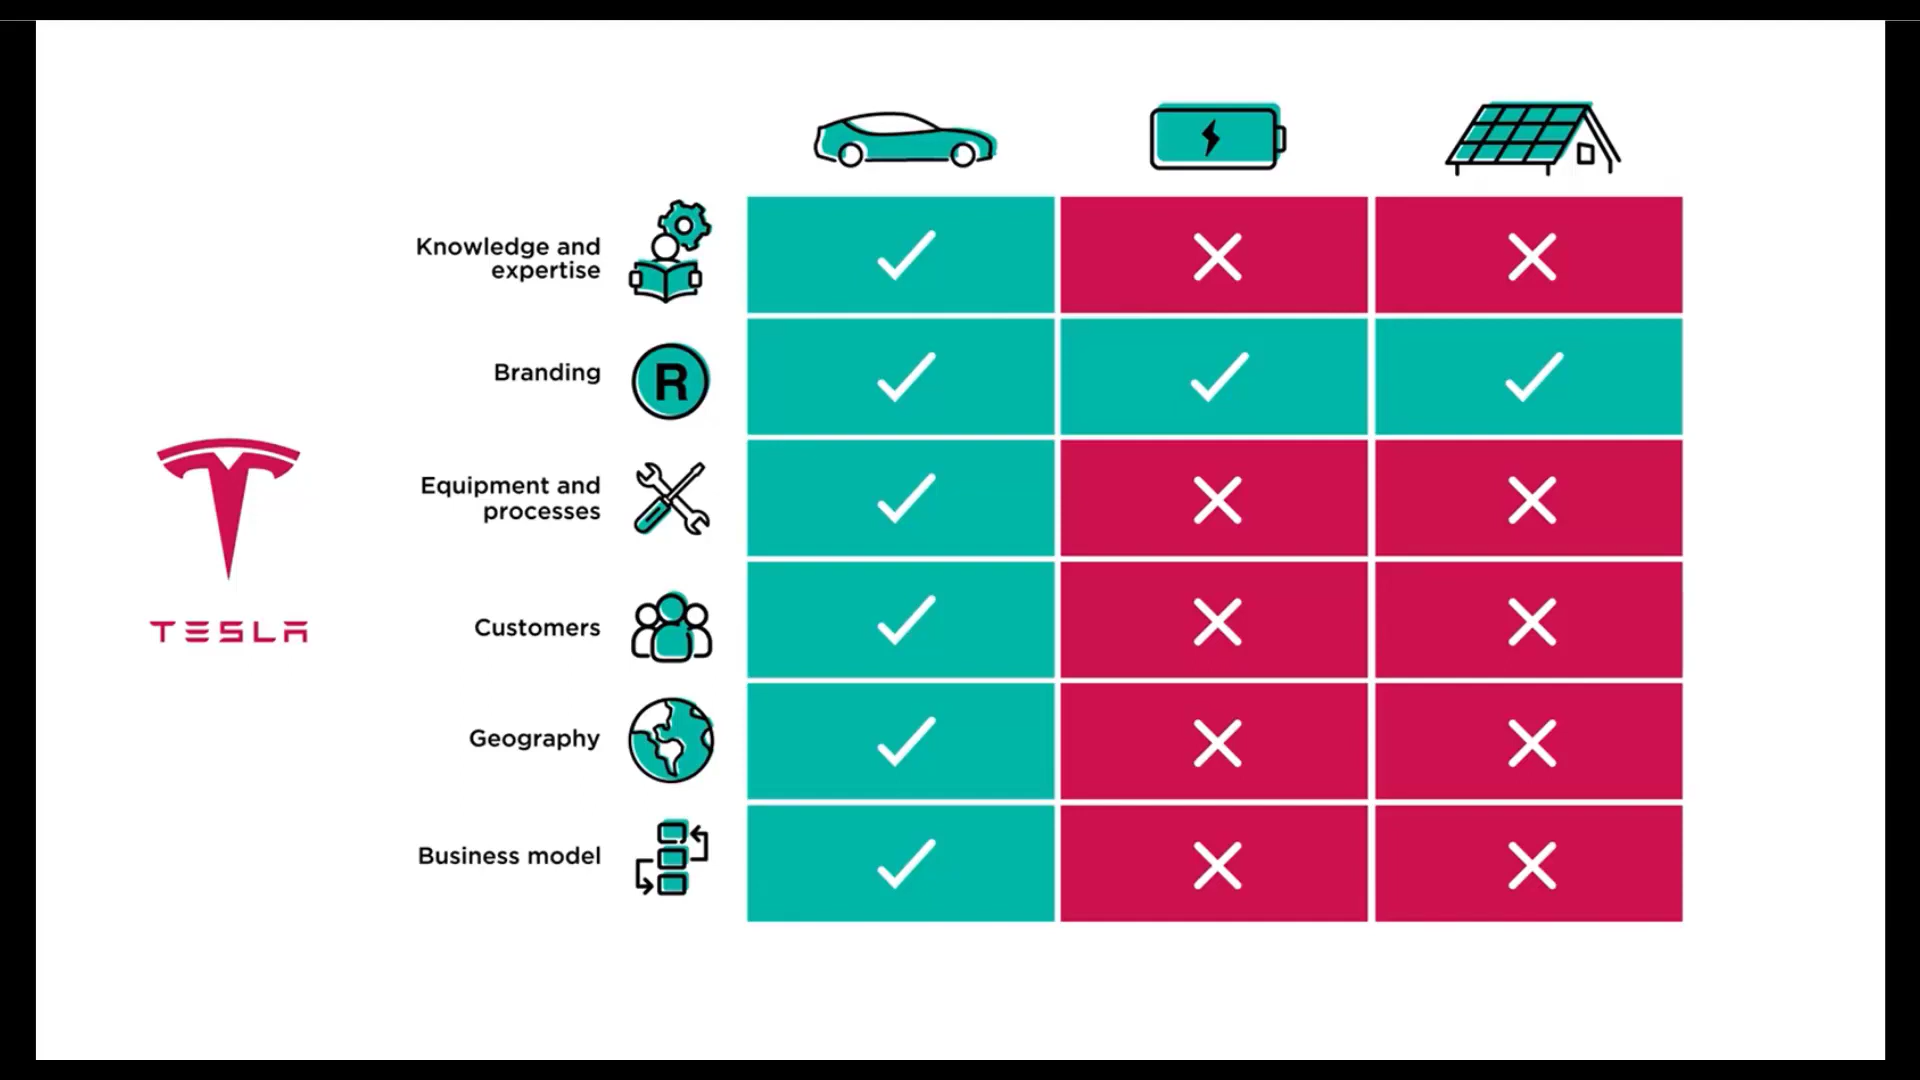 Knowledge and
expertise
Branding
R
Equipment and
processes
TESLA
Customers
Geography
Business model